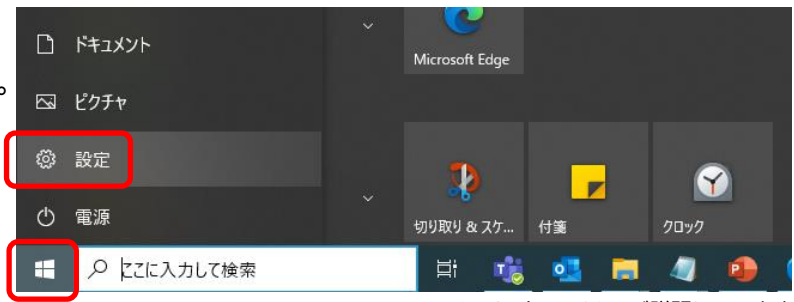 ドキュメント
Microsoft Edge
。
ピクチャ
設定
電源
切り取り & スケ...
付箋
クロック
ここに入力して検索